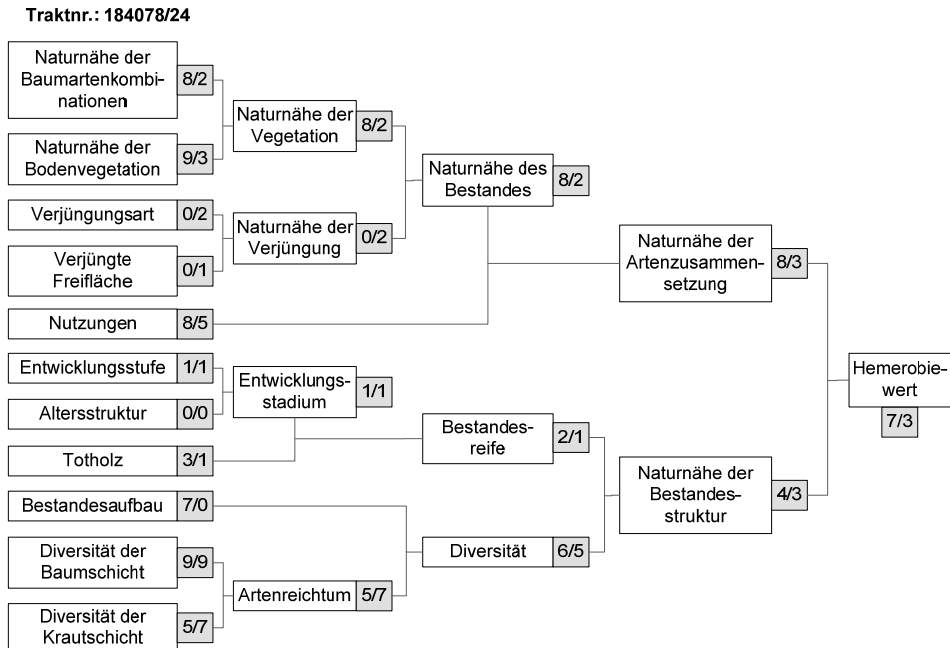 Traktnr.: 184078/24
Naturnähe der
Baumartenkombi-
nationen
8/2
Naturnähe der
Bodenvegetation
9/3
Verjüngungsart
0/2
Verjüngte
Freifläche
0/1
Nutzungen
8/5
Entwicklungsstufe
1/1
Altersstruktur
0/0
Totholz
3/1
Bestandesaufbau
7/0
Diversität der
Baumschicht
9/9
Diversität der
Krautschicht
5/7
Naturnähe der
Vegetation
8/2
Naturnähe der
Verjüngung
0/2
Entwicklungs-
stadium
1/1
Artenreichtum
5/7
Naturnähe des
Bestandes
8/2
Bestandes-
reife
2/1
Diversität
6/5
Naturnähe der
Artenzusammen-
setzung
8/3
Naturnähe der
Bestandes-
struktur
4/3
Hemerobie-
wert
7/3